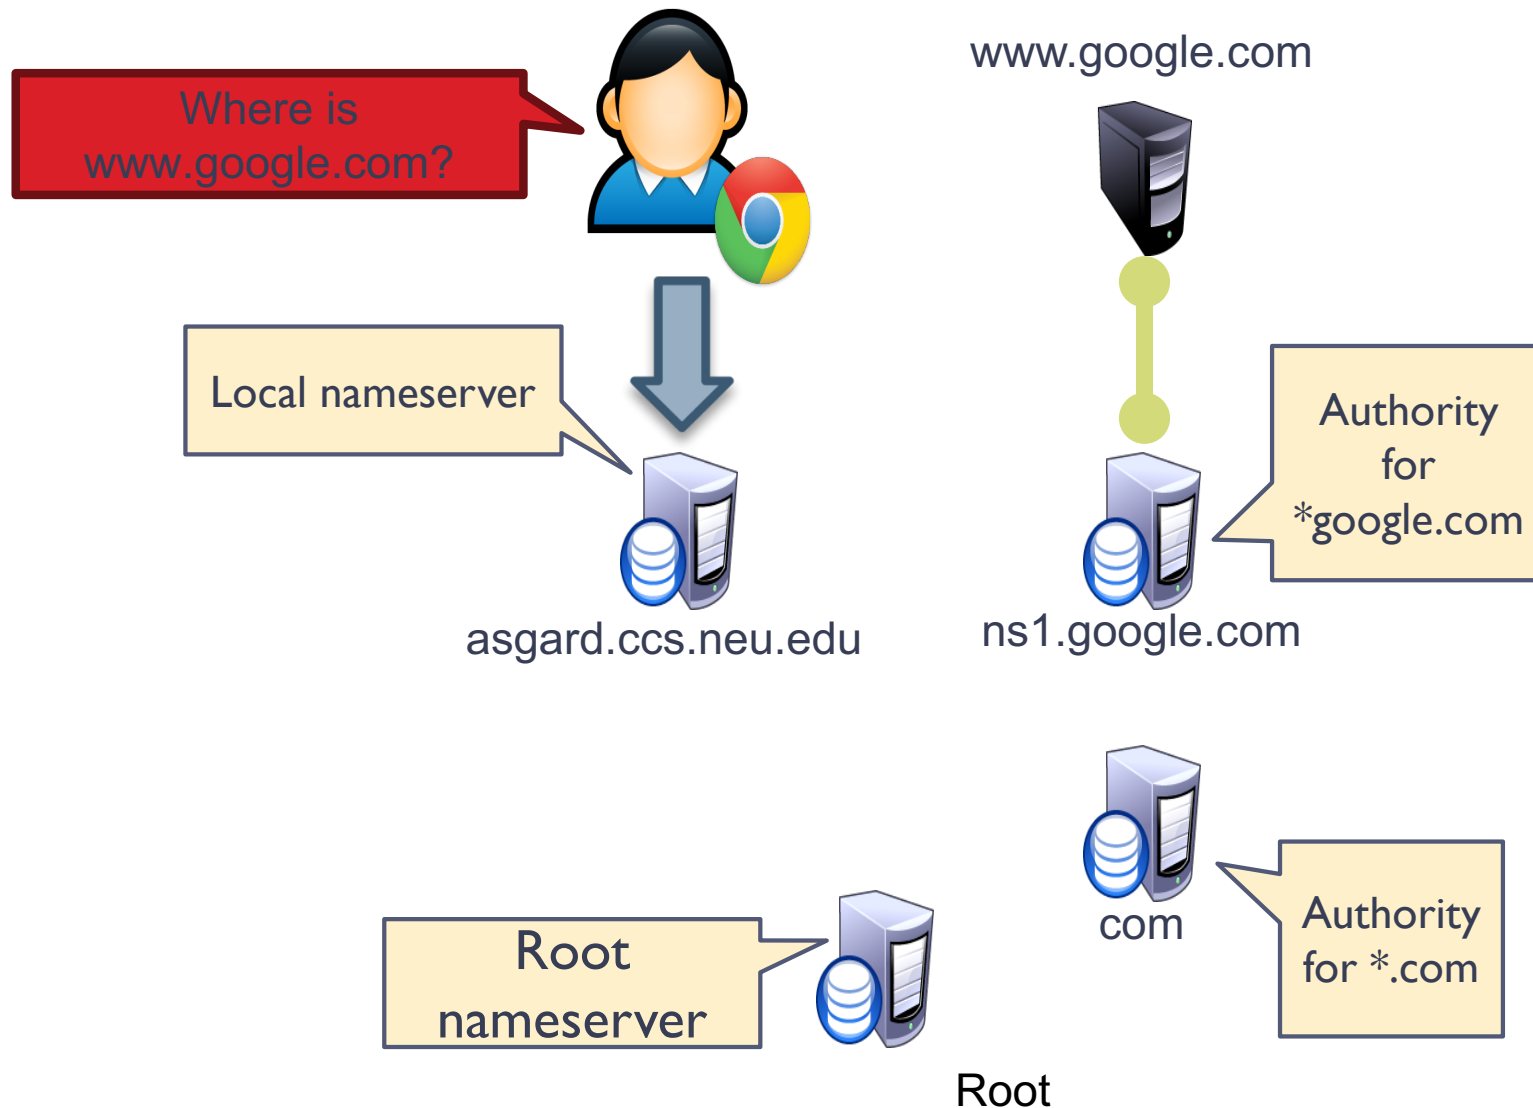 www.google.com
Where is
www.google.com?
Local nameserver
Authority
for
*google.com
asgard.ccs.neu.edu
ns1.google.com
com
Authority
for *.com
Root
nameserver
Root